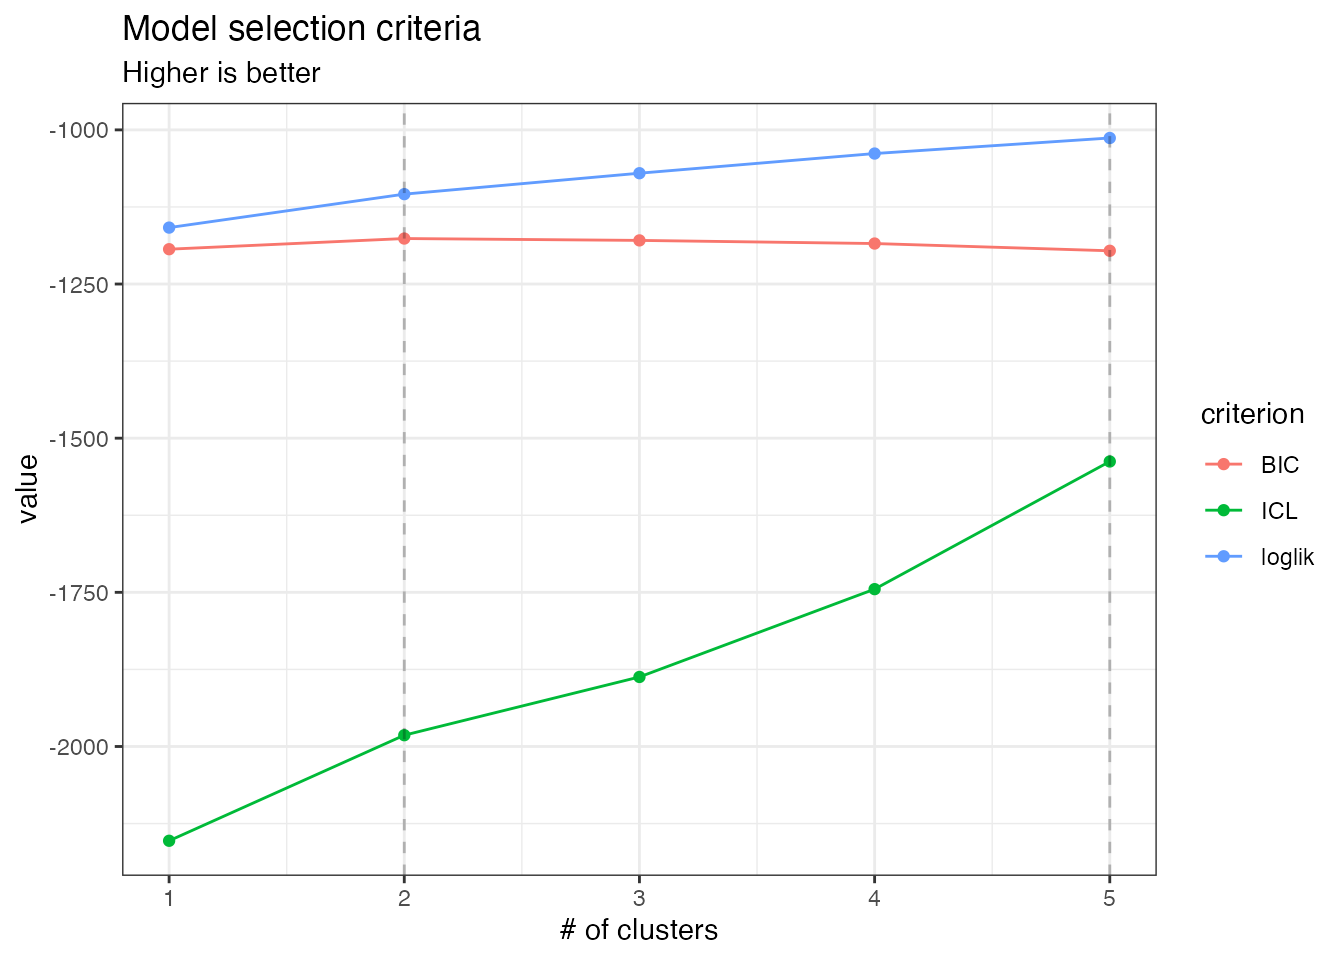 Model selection criteria
Higher is better
-1000
-1250
-1500
-1750
-2000
value
1 2 3 4 5
# of clusters
criterion
BIC
ICL
loglik